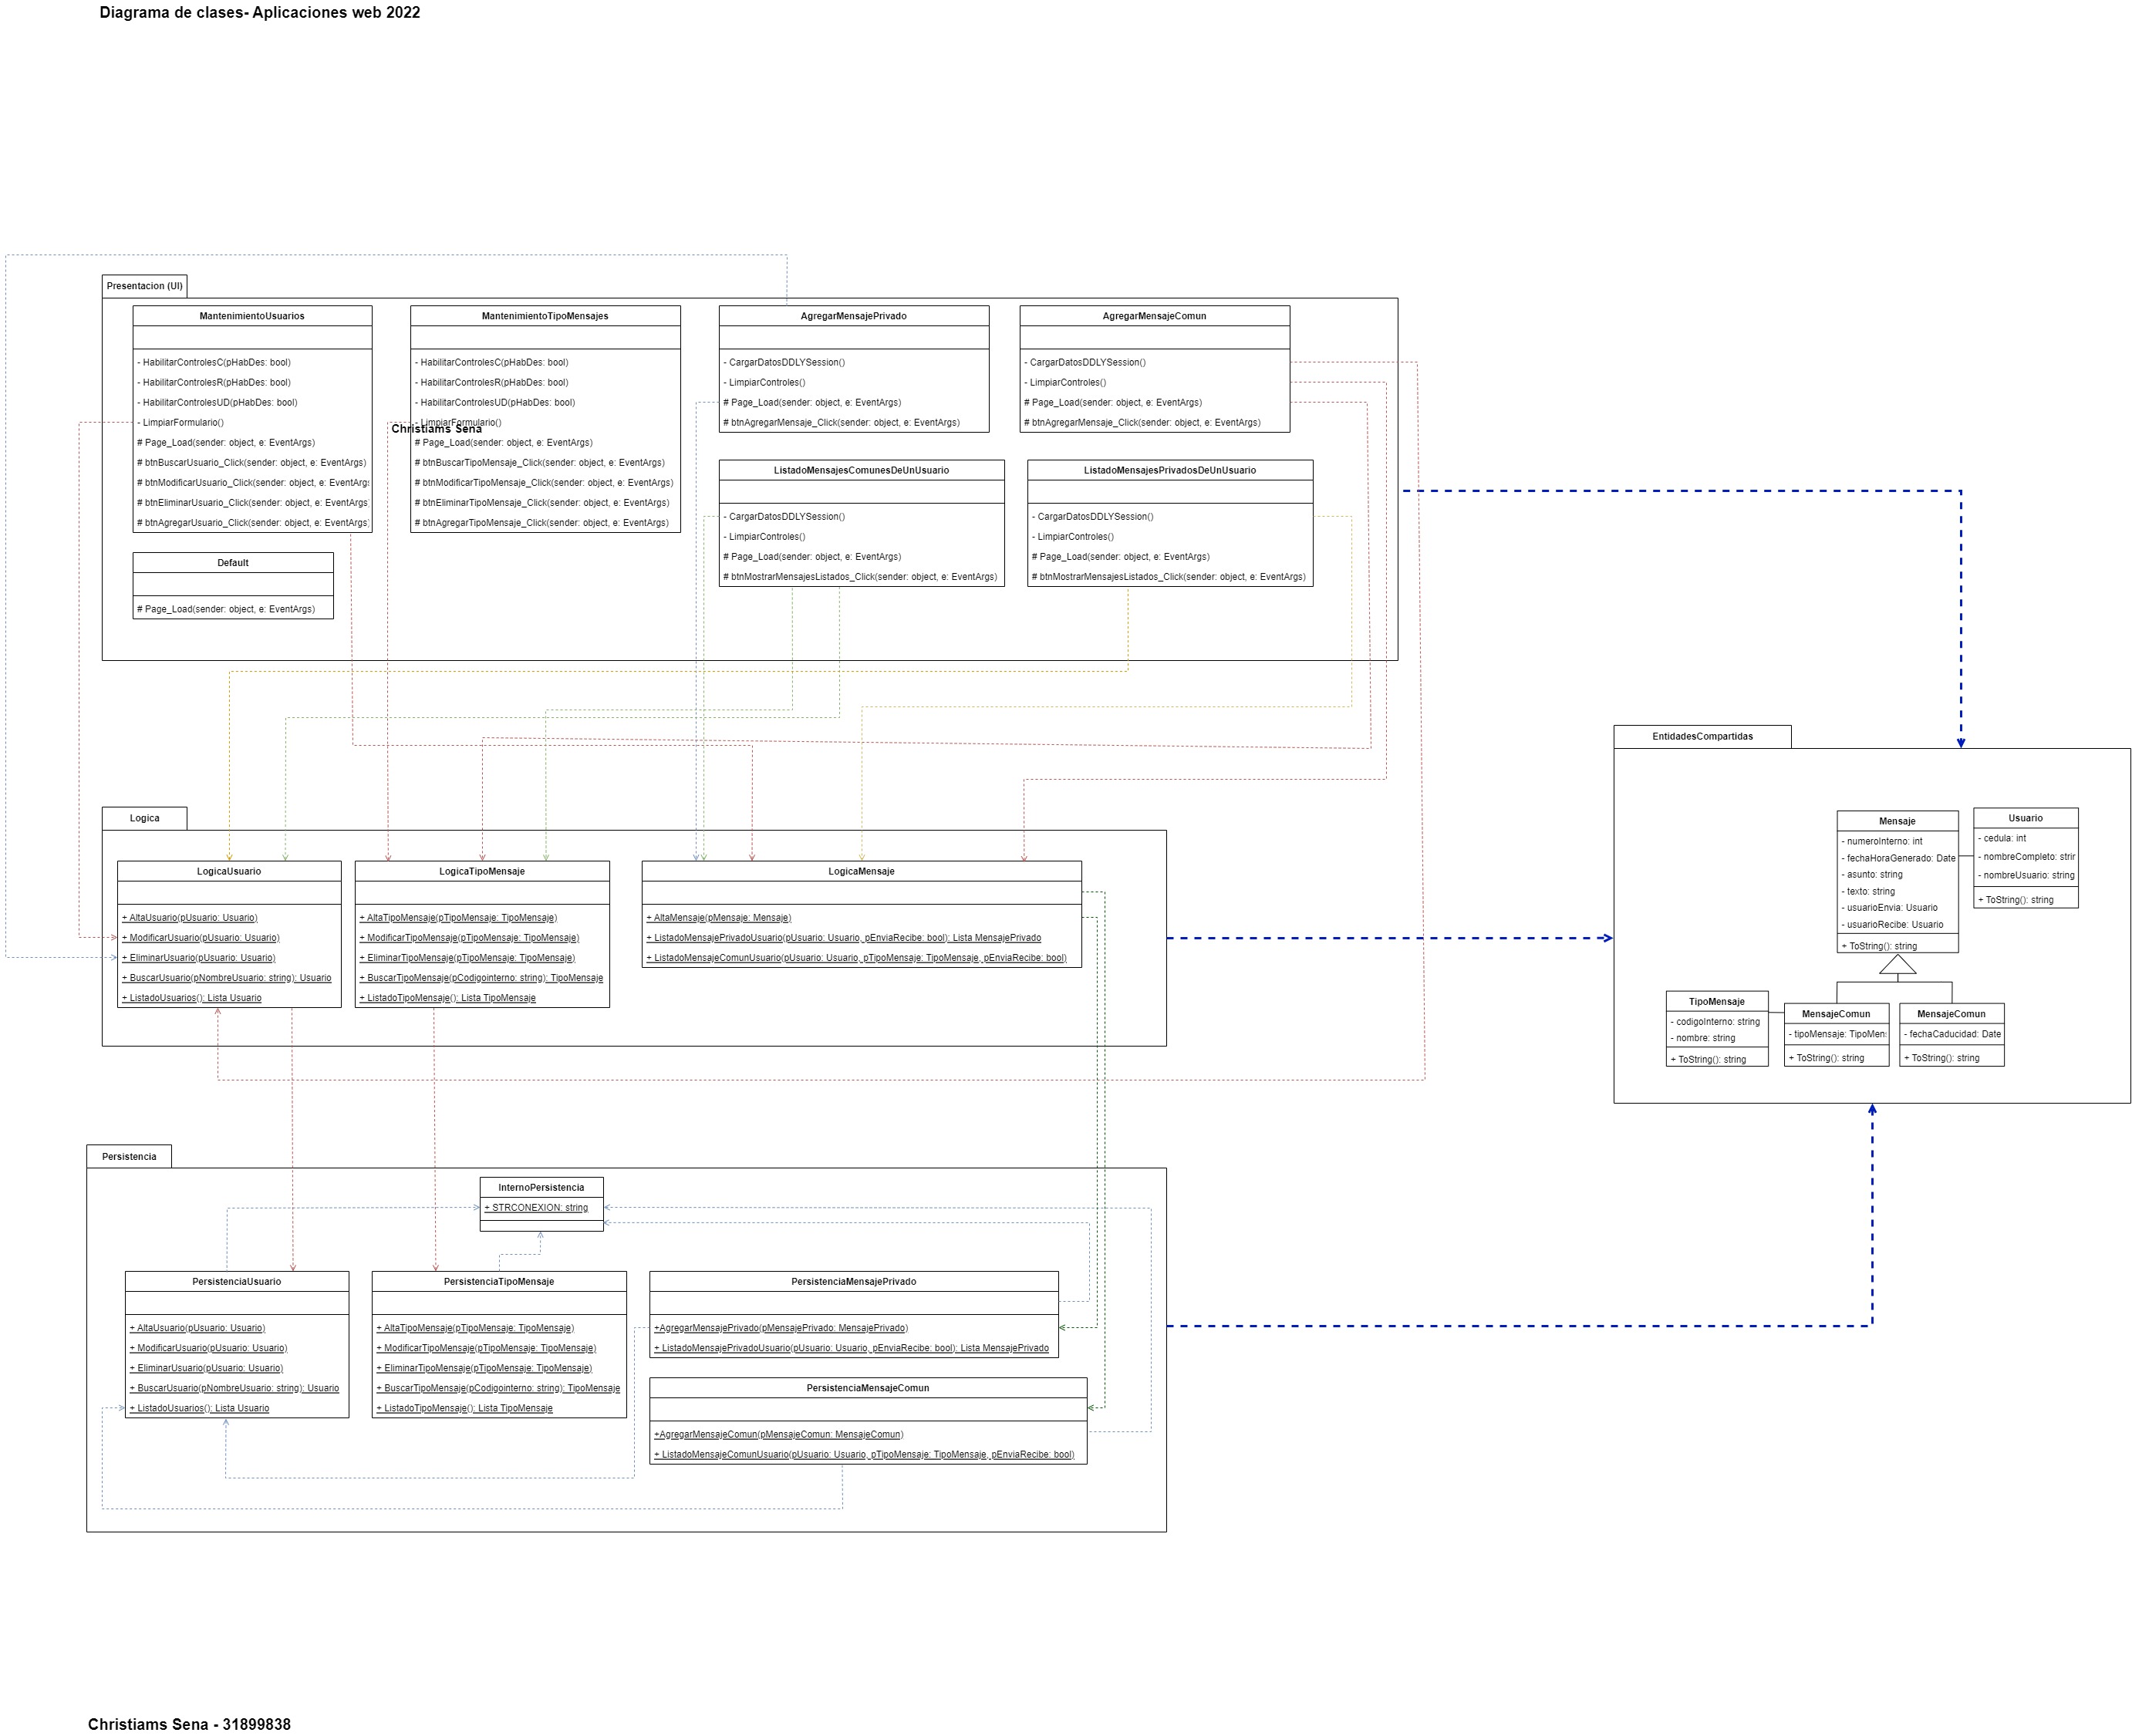 Diagrama de clases- Aplicaciones web 2022
Presentacion (UI)
MantenimientoUsuarios
- HabilitarControlesC(pHabDes: bool)
- HabilitarControlesR(pHabDes: bool)
- HabilitarControlesUD(pHabDes: bool)
- LimpiarFormulario()
# Page_Load(sender: object, e: EventArgs)
# btnBuscarUsuario_Click(sender: object, e: EventArgs)
# btnModificarUsuario_Click(sender: object, e: EventArgs
# btnEliminarUsuario_Click(sender: object, e: EventArgs
# btnAgregarUsuario_Click(sender: object, e: EventArgs
MantenimientoTipoMensajes
- HabilitarControlesC(pHabDes: bool)
- HabilitarControlesR(pHabDes: bool)
- HabilitarControlesUD(pHabDes: bool)
- LimpiarFormulario()
Christiams Sena
# Page_Load(sender: object, e: EventArgs)
# btnBuscarTipoMensaje_Click(sender: object, e: EventArgs)
# btnModificarTipoMensaje_Click(sender: object, e: EventArgs)
# btnEliminarTipoMensaje_Click(sender: object, e: EventArgs)
# btnAgregarTipoMensaje_Click(sender: object, e: EventArgs)
AgregarMensajePrivado
- CargarDatosDDLYSession()
- LimpiarControles()
# Page_Load(sender: object, e: EventArgs)
# btnAgregarMensaje_Click(sender: object, e: EventArgs)
AgregarMensajeComun
- CargarDatosDDLYSession()
- LimpiarControles()
# Page_Load(sender: object, e: EventArgs)
# btnAgregarMensaje_Click(sender: object, e: EventArgs)
ListadoMensajesComunesDeUnUsuario
- CargarDatosDDLYSession()
- LimpiarControles()
# Page_Load(sender: object, e: EventArgs)
# btnMostrarMensajesListados_Click(sender: object, e: EventArgs)
ListadoMensajesPrivadosDeUnUsuario
- CargarDatosDDLYSession()
- LimpiarControles()
# Page_Load(sender: object, e: EventArgs)
# btnMostrarMensajesListados_Click(sender: object, e: EventArgs)
Default
# Page_Load(sender: object, e: EventArgs)
Logica
LogicaUsuario
+ AltaUsuario(pUsuario: Usuario)
+ ModificarUsuario(pUsuario: Usuario)
+ EliminarUsuario(pUsuario: Usuario)
+ BuscarUsuario(pNombreUsuario: string): Usuario
+ ListadoUsuarios(): Lista Usuario
LogicaTipoMensaje
+ AltaTipoMensaje(pTipoMensaje: TipoMensaje)
+ ModificarTipoMensaje(pTipoMensaje: TipoMensaje)
+ EliminarTipoMensaje(pTipoMensaje: TipoMensaje)
+ BuscarTipoMensaje(pCodigointerno: string): TipoMensaje
+ ListadoTipoMensaje(): Lista TipoMensaje
LogicaMensaje
+ AltaMensaje(pMensaje: Mensaje)
+ ListadoMensajePrivadoUsuario(pUsuario: Usuario, pEnviaRecibe: bool): Lista MensajePrivado
+ ListadoMensajeComunUsuario(pUsuario: Usuario, pTipoMensaje: TipoMensaje, pEnviaRecibe: bool)
EntidadesCompartidas
Mensaje
- numeroInterno: int
- fechaHoraGenerado: Date
- asunto: string
- texto: string
- usuarioEnvia: Usuario
- usuarioRecibe: Usuario
+ ToString(): string
Usuario
- cedula: int
- nombreCompleto: strir
- nombreUsuario: string
+ ToString(): string
TipoMensaje
- codigoInterno: string
- nombre: string
+ ToString(): string
MensajeComun
- tipoMensaje: TipoMen
+ ToString(): string
MensajeComun
- fechaCaducidad: Date
+ ToString(): string
Persistencia
InternoPersistencia
+ STRCONEXION: string
PersistenciaUsuario
+ AltaUsuario(pUsuario: Usuario)
+ ModificarUsuario(pUsuario: Usuario)
+ EliminarUsuario(pUsuario: Usuario)
+ BuscarUsuario(pNombreUsuario: string): Usuario
+ ListadoUsuarios(): Lista Usuario
PersistenciaTipoMensaje
+ AltaTipoMensaje(pTipoMensaje: TipoMensaje)
+ ModificarTipoMensaje(pTipoMensaje: TipoMensaje)
+ EliminarTipoMensaje(pTipoMensaje: TipoMensaje)
+ BuscarTipoMensaje(pCodigointerno: string): TipoMensaje
+ ListadoTipoMensaje(): Lista TipoMensaje
PersistenciaMensajePrivado
+AgregarMensajePrivado(pMensajePrivado: MensajePrivado)
+ ListadoMensajePrivadoUsuario(pUsuario: Usuario, pEnviaRecibe: bool): Lista MensajePrivado
PersistenciaMensajeComun
+AgregarMensajeComun(pMensajeComun: MensajeComun)
+ ListadoMensajeComunUsuario(pUsuario: Usuario, pTipoMensaje: TipoMensaje, pEnviaRecibe: bool)
Christiams Sena - 31899838